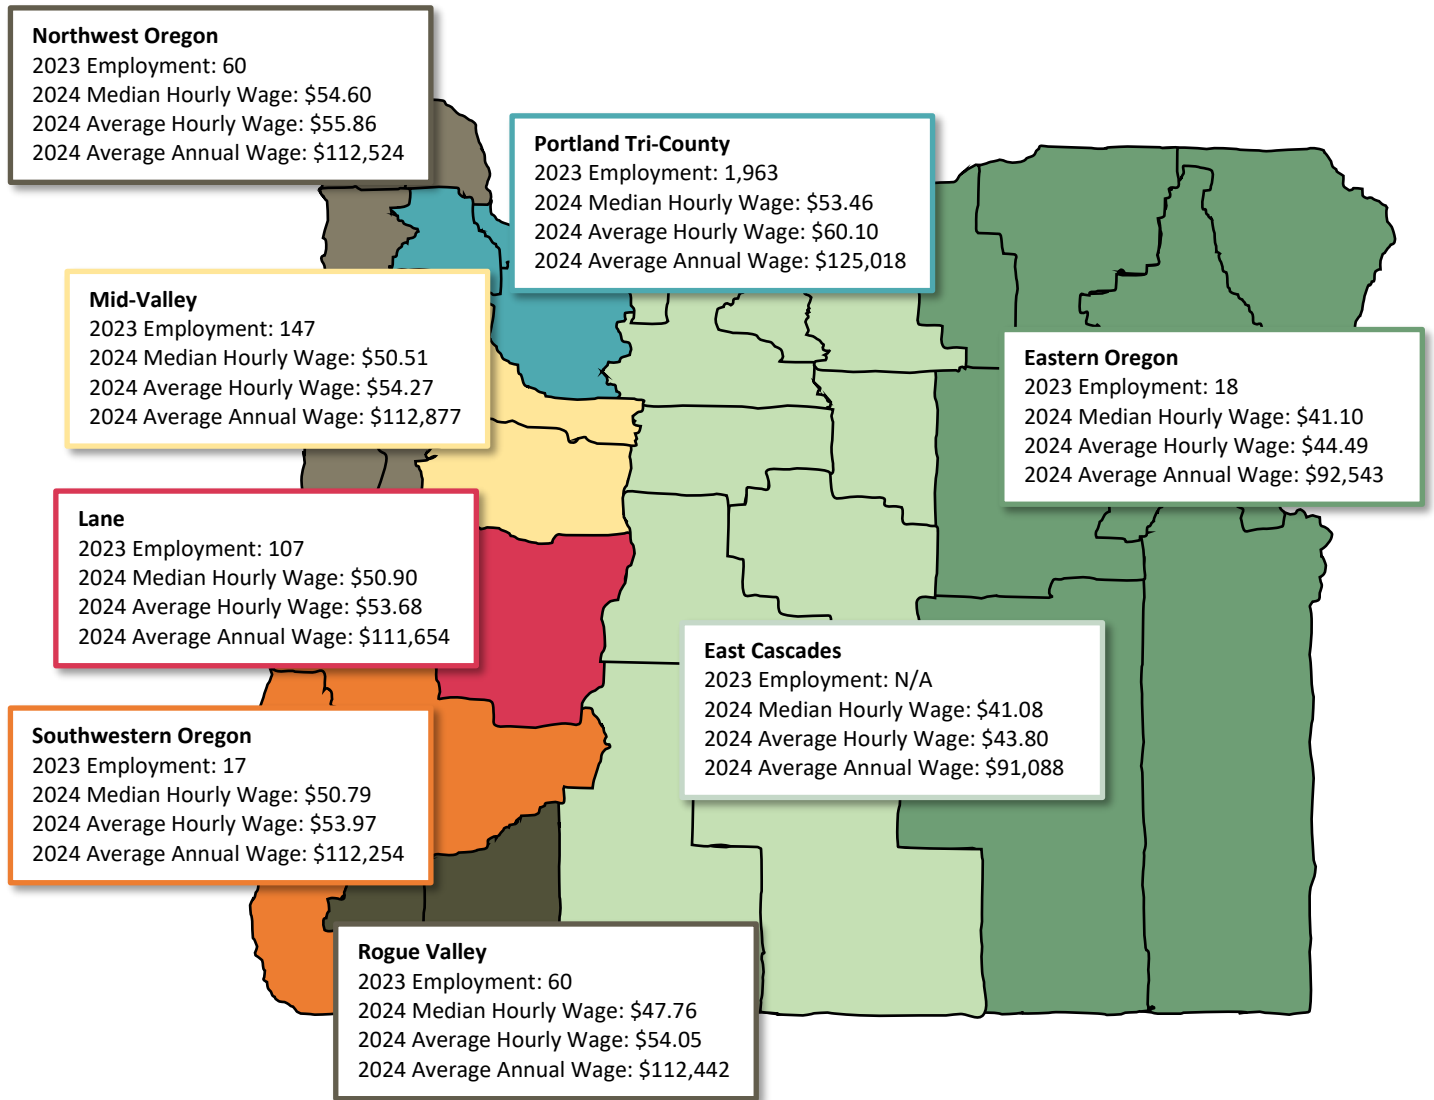 Northwest Oregon
2023 Employment: 60
2024 Median Hourly Wage: $54.60
2024 Average Hourly Wage: $55.86
2024 Average Annual Wage: $112,524
Portland Tri-County
2023 Employment: 1,963
2024 Median Hourly Wage: $53.46
2024 Average Hourly Wage: $60.10
2024 Average Annual Wage: $125,018
Mid-Valley
2023 Employment: 147
2024 Median Hourly Wage: $50.51
2024 Average Hourly Wage: $54.27
2024 Average Annual Wage: $112,877
Eastern Oregon
2023 Employment: 18
2024 Median Hourly Wage: $41.10
2024 Average Hourly Wage: $44.49
2024 Average Annual Wage: $92,543
Lane
2023 Employment: 107
2024 Median Hourly Wage: $50.90
2024 Average Hourly Wage: $53.68
2024 Average Annual Wage: $111,654
East Cascades
2023 Employment: N/A
2024 Median Hourly Wage: $41.08
2024 Average Hourly Wage: $43.80
2024 Average Annual Wage: $91,088
Southwestern Oregon
2023 Employment: 17
2024 Median Hourly Wage: $50.79
2024 Average Hourly Wage: $53.97
2024 Average Annual Wage: $112,254
Rogue Valley
2023 Employment: 60
2024 Median Hourly Wage: $47.76
2024 Average Hourly Wage: $54.05
2024 Average Annual Wage: $112,442